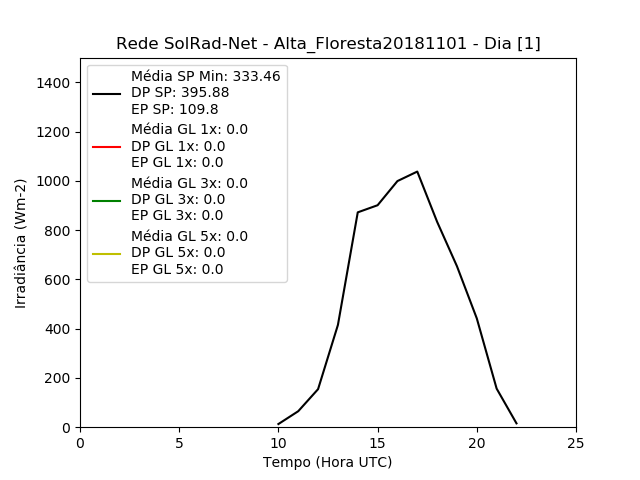 Rede SolRad-Net - Alta_Floresta20181101 - Dia [1]
Média SP Min: 333.46
DP SP: 395.88
EP SP: 109.8
Média GL 1x: 0.0
DP GL 1x: 0.0
EP GL 1x: 0.0
Média GL 3x: 0.0
DP GL 3x: 0.0
EP GL 3x: 0.0
Média GL 5x: 0.0
DP GL 5x: 0.0
EP GL 5x: 0.0
Irradiância (Wm-2)
1400
1200
1000
800
600
400
200
0
0 5 10 15 20 25
Tempo (Hora UTC)